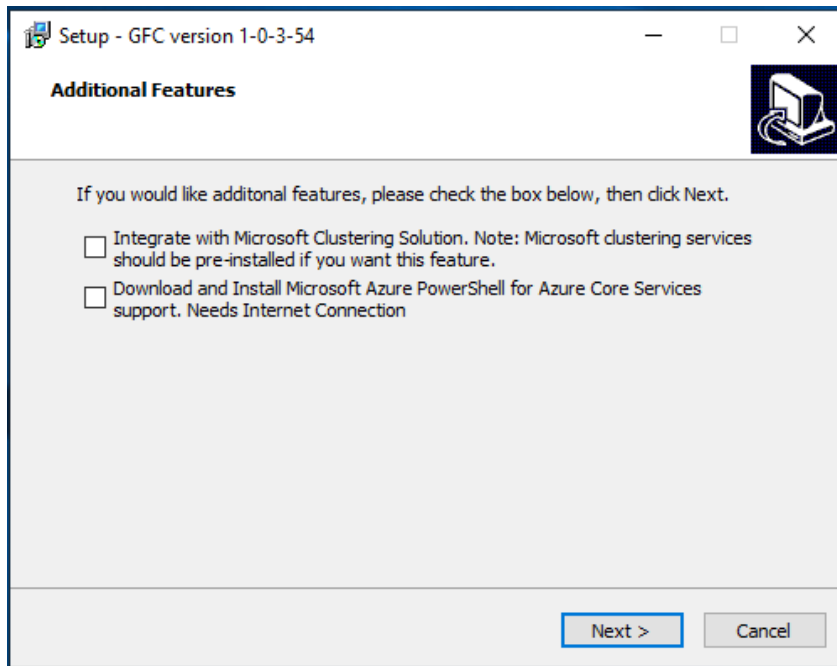 Setup - GFC version 1-0-3-54
Additional Features
If you would like additonal features, please check the box below, then click Next.
Integrate with Microsoft Clustering Solution. Note: Microsoft clustering services
should be pre-installed if you want this feature.
Download and Install Microsoft Azure PowerShell for Azure Core Services
support. Needs Internet Connection
Next >
Cancel